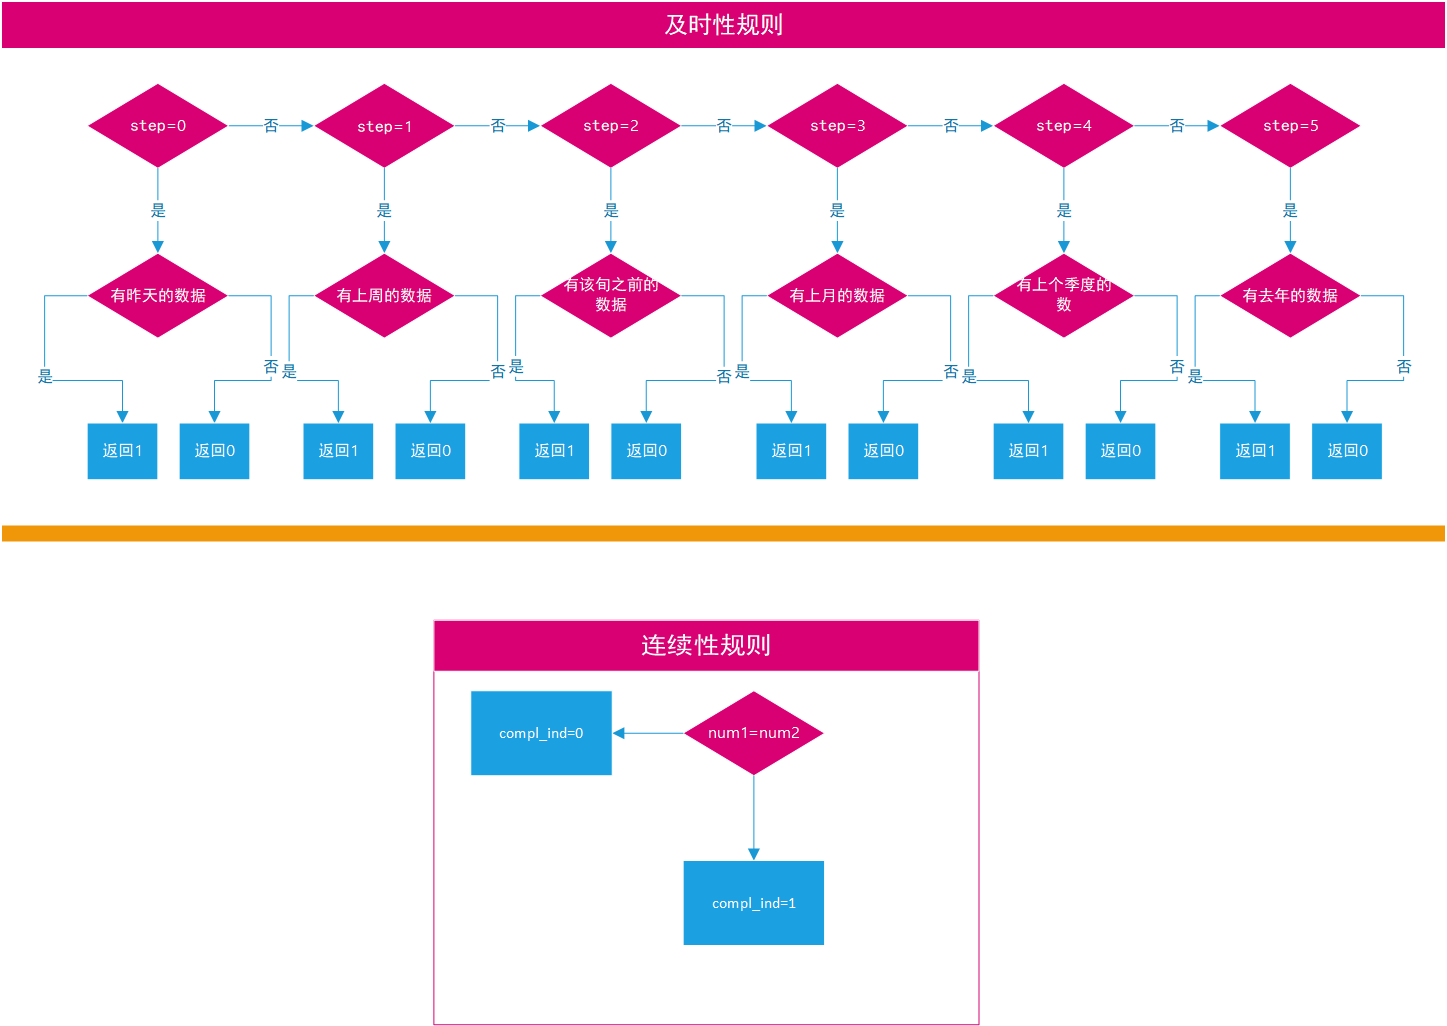 及时性规则
step=0
否
step=1
否
step=2
否
step=3
否
step=4
否
step=5
是
是
是
是
是
是
有昨天的数据
有上周的数据
有该旬之前的
数据
有上月的数据
有上个季度的
数
有去年的数据
是
否
是
否
是
否
是
否
是
否
是
否
返回1
返回0
返回1
返回0
返回1
返回0
返回1
返回0
返回1
返回0
返回1
返回0
连续性规则
compl_ind=0
num1=num2
compl_ind=1